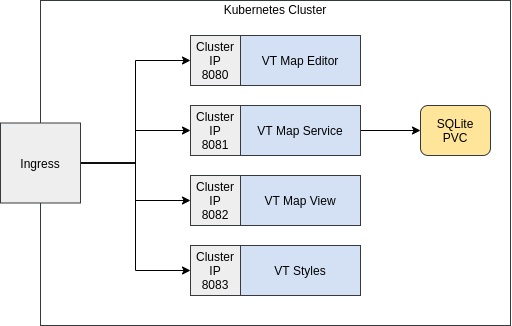 Kubernetes Cluster
Cluster
IP
8080
VT Map Editor
Cluster
IP
8081
VT Map Service
SQLite
PVC
Ingress
Cluster
IP
8082
VT Map View
Cluster
IP
8083
VT Styles